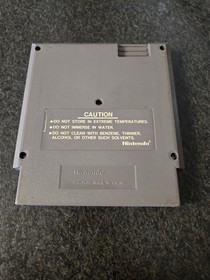 CAUTION
•DO NOT STORE IN EXTREME TEMPERATURES.
•DO NOT IMMERSE IN WATER.
•DO NOT CLEAN WITH BENZENE, THINNER,
ALCOHOL OR OTHER SUCH SOLVENTS.
Nintendo